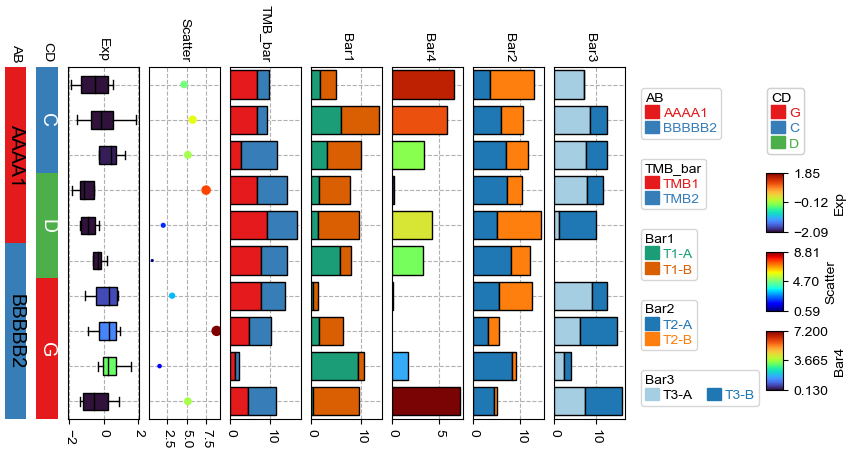 AB
CD
Exp
Scatter
TMB_bar
Bar1
Bar4
Bar2
Bar3
AAAA1
BBBBB2
C
D
G
−2 0 2
2.5 5.0 7.5
0 10
0 10
0 5
0 10
0 10
AB
AAAA1
BBBBB2
TMB_bar
TMB1
TMB2
Bar1
T1-A
T1-B
Bar2
T2-A
T2-B
Bar3
T3-A T3-B
CD
G
C
D
1.85
−0.12
−2.09
Exp
8.81
4.70
0.59
Scatter
7.200
3.665
0.130
Bar4